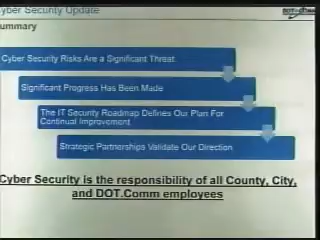 yber Security Update
ummary
Cyber Security Risks Are a Significant Threat
Significant Progress Has Been Made
The IT Security Roadmap Defines Our Plan For
Continual Improvement
Strategic Partnerships Validate Our Direction
Cyber Security is the responsibility of all County, City,
and DOT.Comm employees